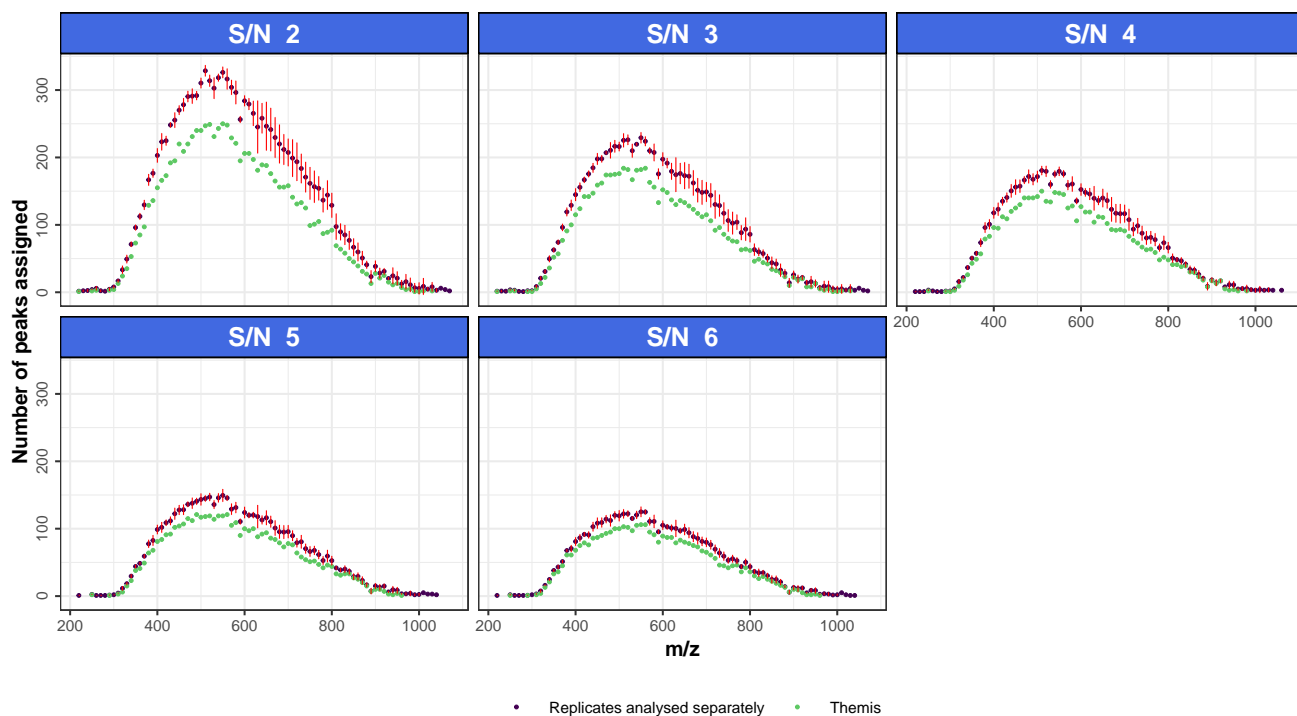 S/N 2
S/N 3
S/N 4
S/N 5
S/N 6
Number of peaks assigned
0
100
200
300
0
100
200
300
200 400 600 800 1000
200 400 600 800 1000
200 400 600 800 1000
m/z
Replicates analysed separately
Themis